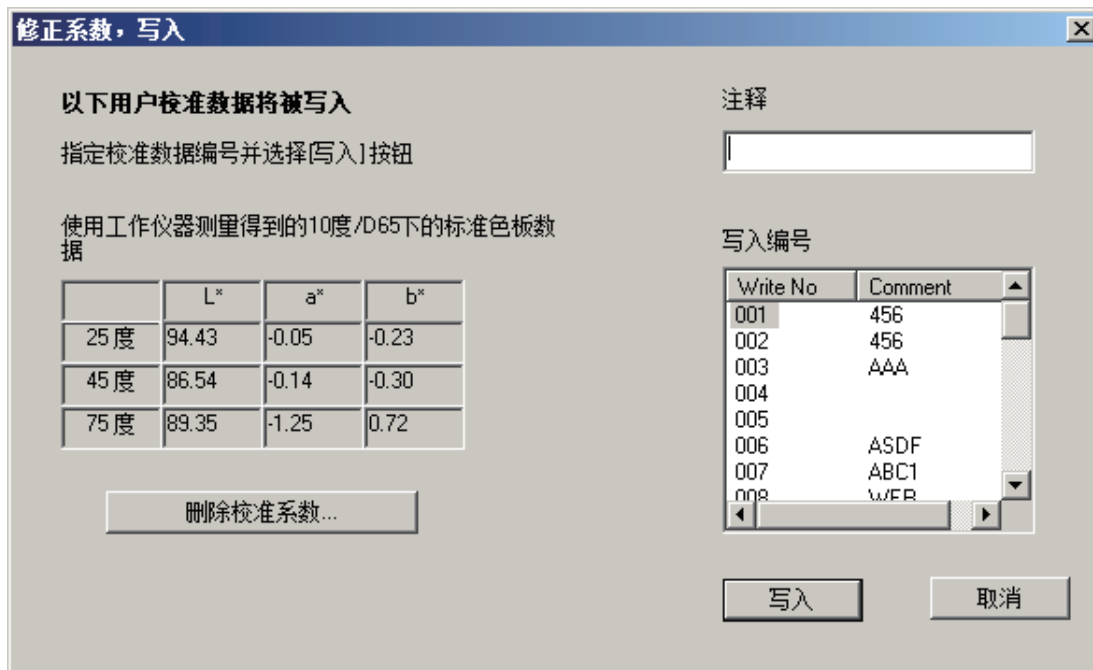 修正系数，写入
以下用户校准数据将被写入
指定校准数据编号并选择[写入]按钮
使用工作仪器测量得到的10度/D65下的标准色板数
据
L* a* b*
25度 94.43 -0.05 -0.23
45度 86.54 -0.14 -0.30
75度 89.35 -1.25 0.72
删除校准系数...
注释
写入编号
Write No Comment
001 456
002 456
003 AAA
004
005
006 ASDF
007 ABC1
008
写入 取消